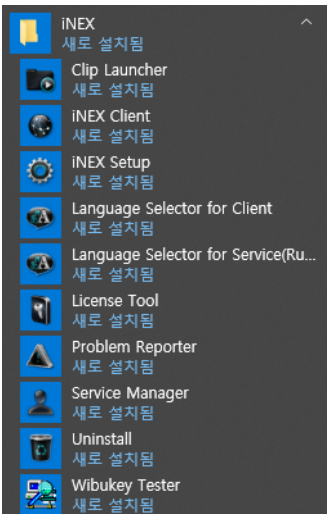 iNEX
새로 설치됨
Clip Launcher
새로 설치됨
iNEX Client
새로 설치됨
iNEX Setup
새로 설치됨
Language Selector for Client
새로 설치됨
Language Selector for Service(Ru...
새로 설치됨
License Tool
새로 설치됨
Problem Reporter
새로 설치됨
Service Manager
새로 설치됨
Uninstall
새로 설치됨
Wibukey Tester
새로 설치됨